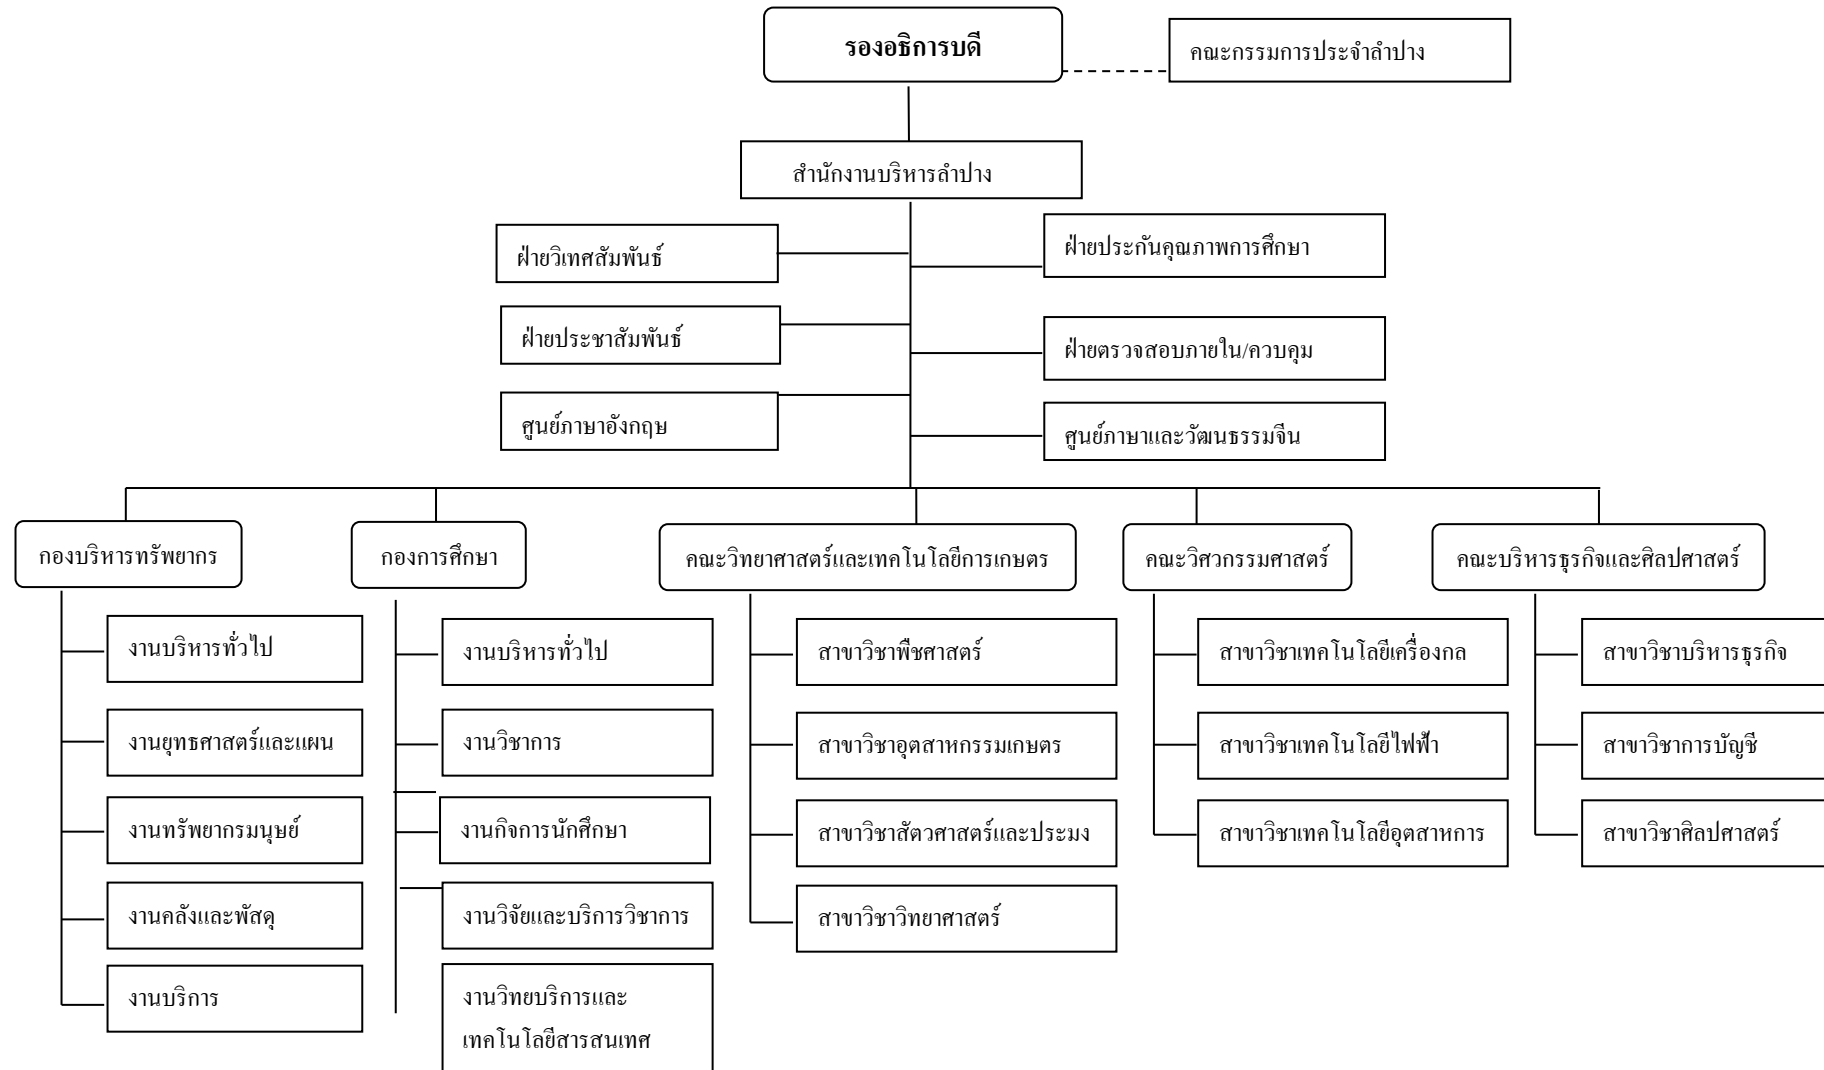 รองอธิการบดี
คณะกรรมการประจำลำปาง
สำนักงานบริหารลำปาง
ฝ่ายวิเทศสัมพันธ์
ฝ่ายประกันคุณภาพการศึกษา
ฝ่ายประชาสัมพันธ์
ฝ่ายตรวจสอบภายใน/ควบคุม
ศูนย์ภาษาอังกฤษ
ศูนย์ภาษาและวัฒนธรรมจีน
กองบริหารทรัพยากร
งานบริหารทั่วไป
งานยุทธศาสตร์และแผน
งานทรัพยากรมนุษย์
งานคลังและพัสดุ
งานบริการ
กองการศึกษา
งานบริหารทั่วไป
งานวิชาการ
งานกิจการนักศึกษา
งานวิจัยและบริการวิชาการ
งานวิทยบริการและ
เทคโนโลยีสารสนเทศ
คณะวิทยาศาสตร์และเทคโนโลยีการเกษตร
สาขาวิชาพืชศาสตร์
สาขาวิชาอุตสาหกรรมเกษตร
สาขาวิชาสัตวศาสตร์และประมง
สาขาวิชาวิทยาศาสตร์
คณะวิศวกรรมศาสตร์
สาขาวิชาเทคโนโลยีเครื่องกล
สาขาวิชาเทคโนโลยีไฟฟ้า
สาขาวิชาเทคโนโลยีอุตสาหการ
คณะบริหารธุรกิจและศิลปศาสตร์
สาขาวิชาบริหารธุรกิจ
สาขาวิชาการบัญชี
สาขาวิชาศิลปศาสตร์